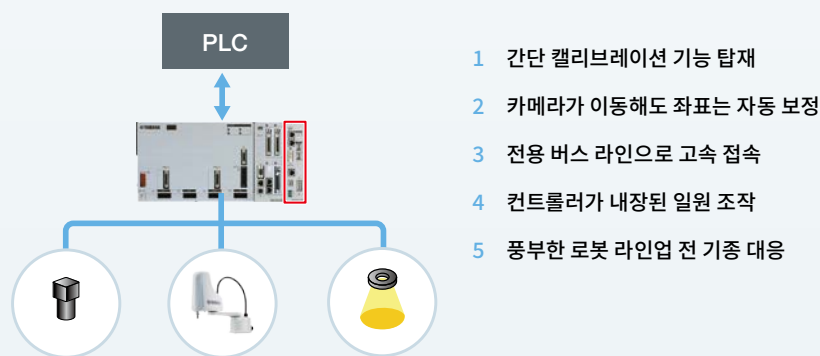 PLC
YAMAHA
1 간단 캘리브레이션 기능 탑재
2 카메라가 이동해도 좌표는 자동 보정
3 전용 버스 라인으로 고속 접속
4 컨트롤러가 내장된 일원 조작
5 풍부한 로봇 라인업 전 기종 대응